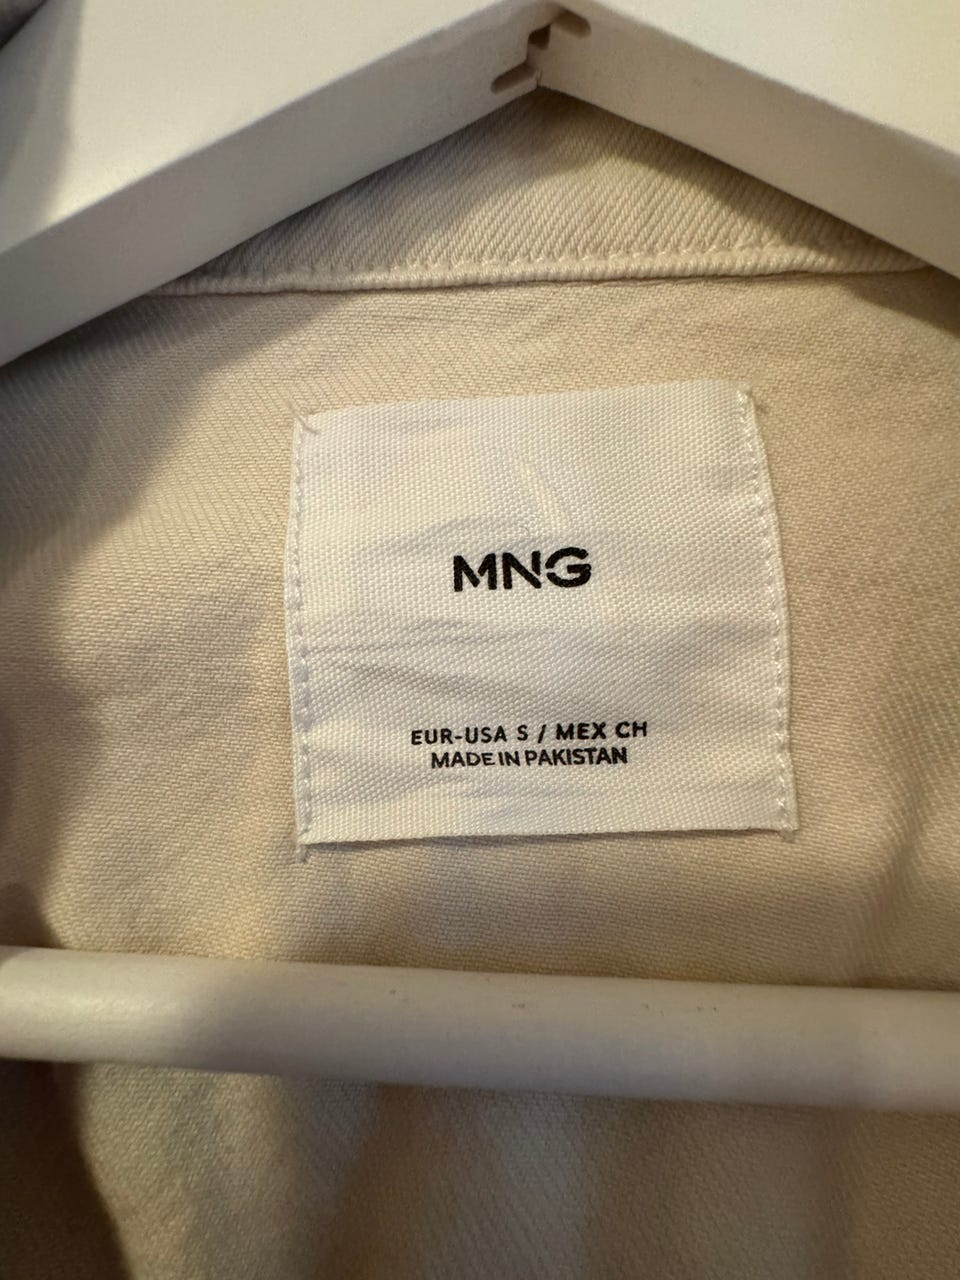 MNG
EUR-USA S / MEX CH
MADE IN PAKISTAN